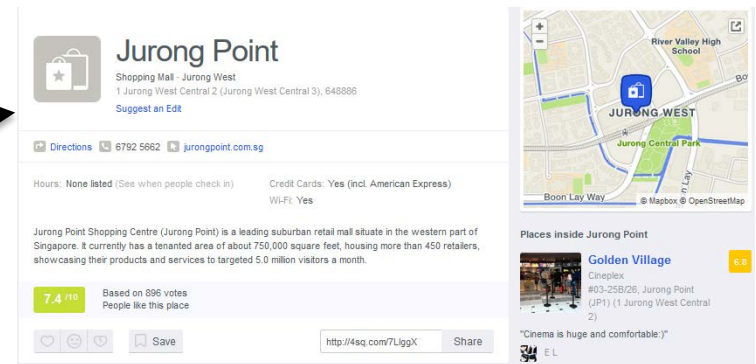 Jurong Point
Shopping Mall · Jurong West
1 Jurong West Central 2 (Jurong West Central 3), 648886
Suggest an Edit
Directions 6792 5662 jurongpoint.com.sg
Hours: None listed (See when people check in)
Credit Cards: Yes (incl. American Express)
Wi-Fi: Yes
Jurong Point Shopping Centre (Jurong Point) is a leading suburban retail mall situate in the western part of
Singapore. It currently has a tenanted area of about 750,000 square feet, housing more than 450 retailers,
showcasing their products and services to targeted 5.0 million visitors a month.
7.4 /10
Based on 896 votes
People like this place
Save
http://4sq.com/7LIggX
Share
+
-
River Valley High
School
Bo
JURONG WEST
Jurong Central Park
Boon Lay Way
© Mapbox © OpenStreetMap
Places inside Jurong Point
Golden Village
6.8
Cineplex
#03-25B/26, Jurong Point
(JP1) (1 Jurong West Central
2)
"Cinema is huge and comfortable:)"
E L